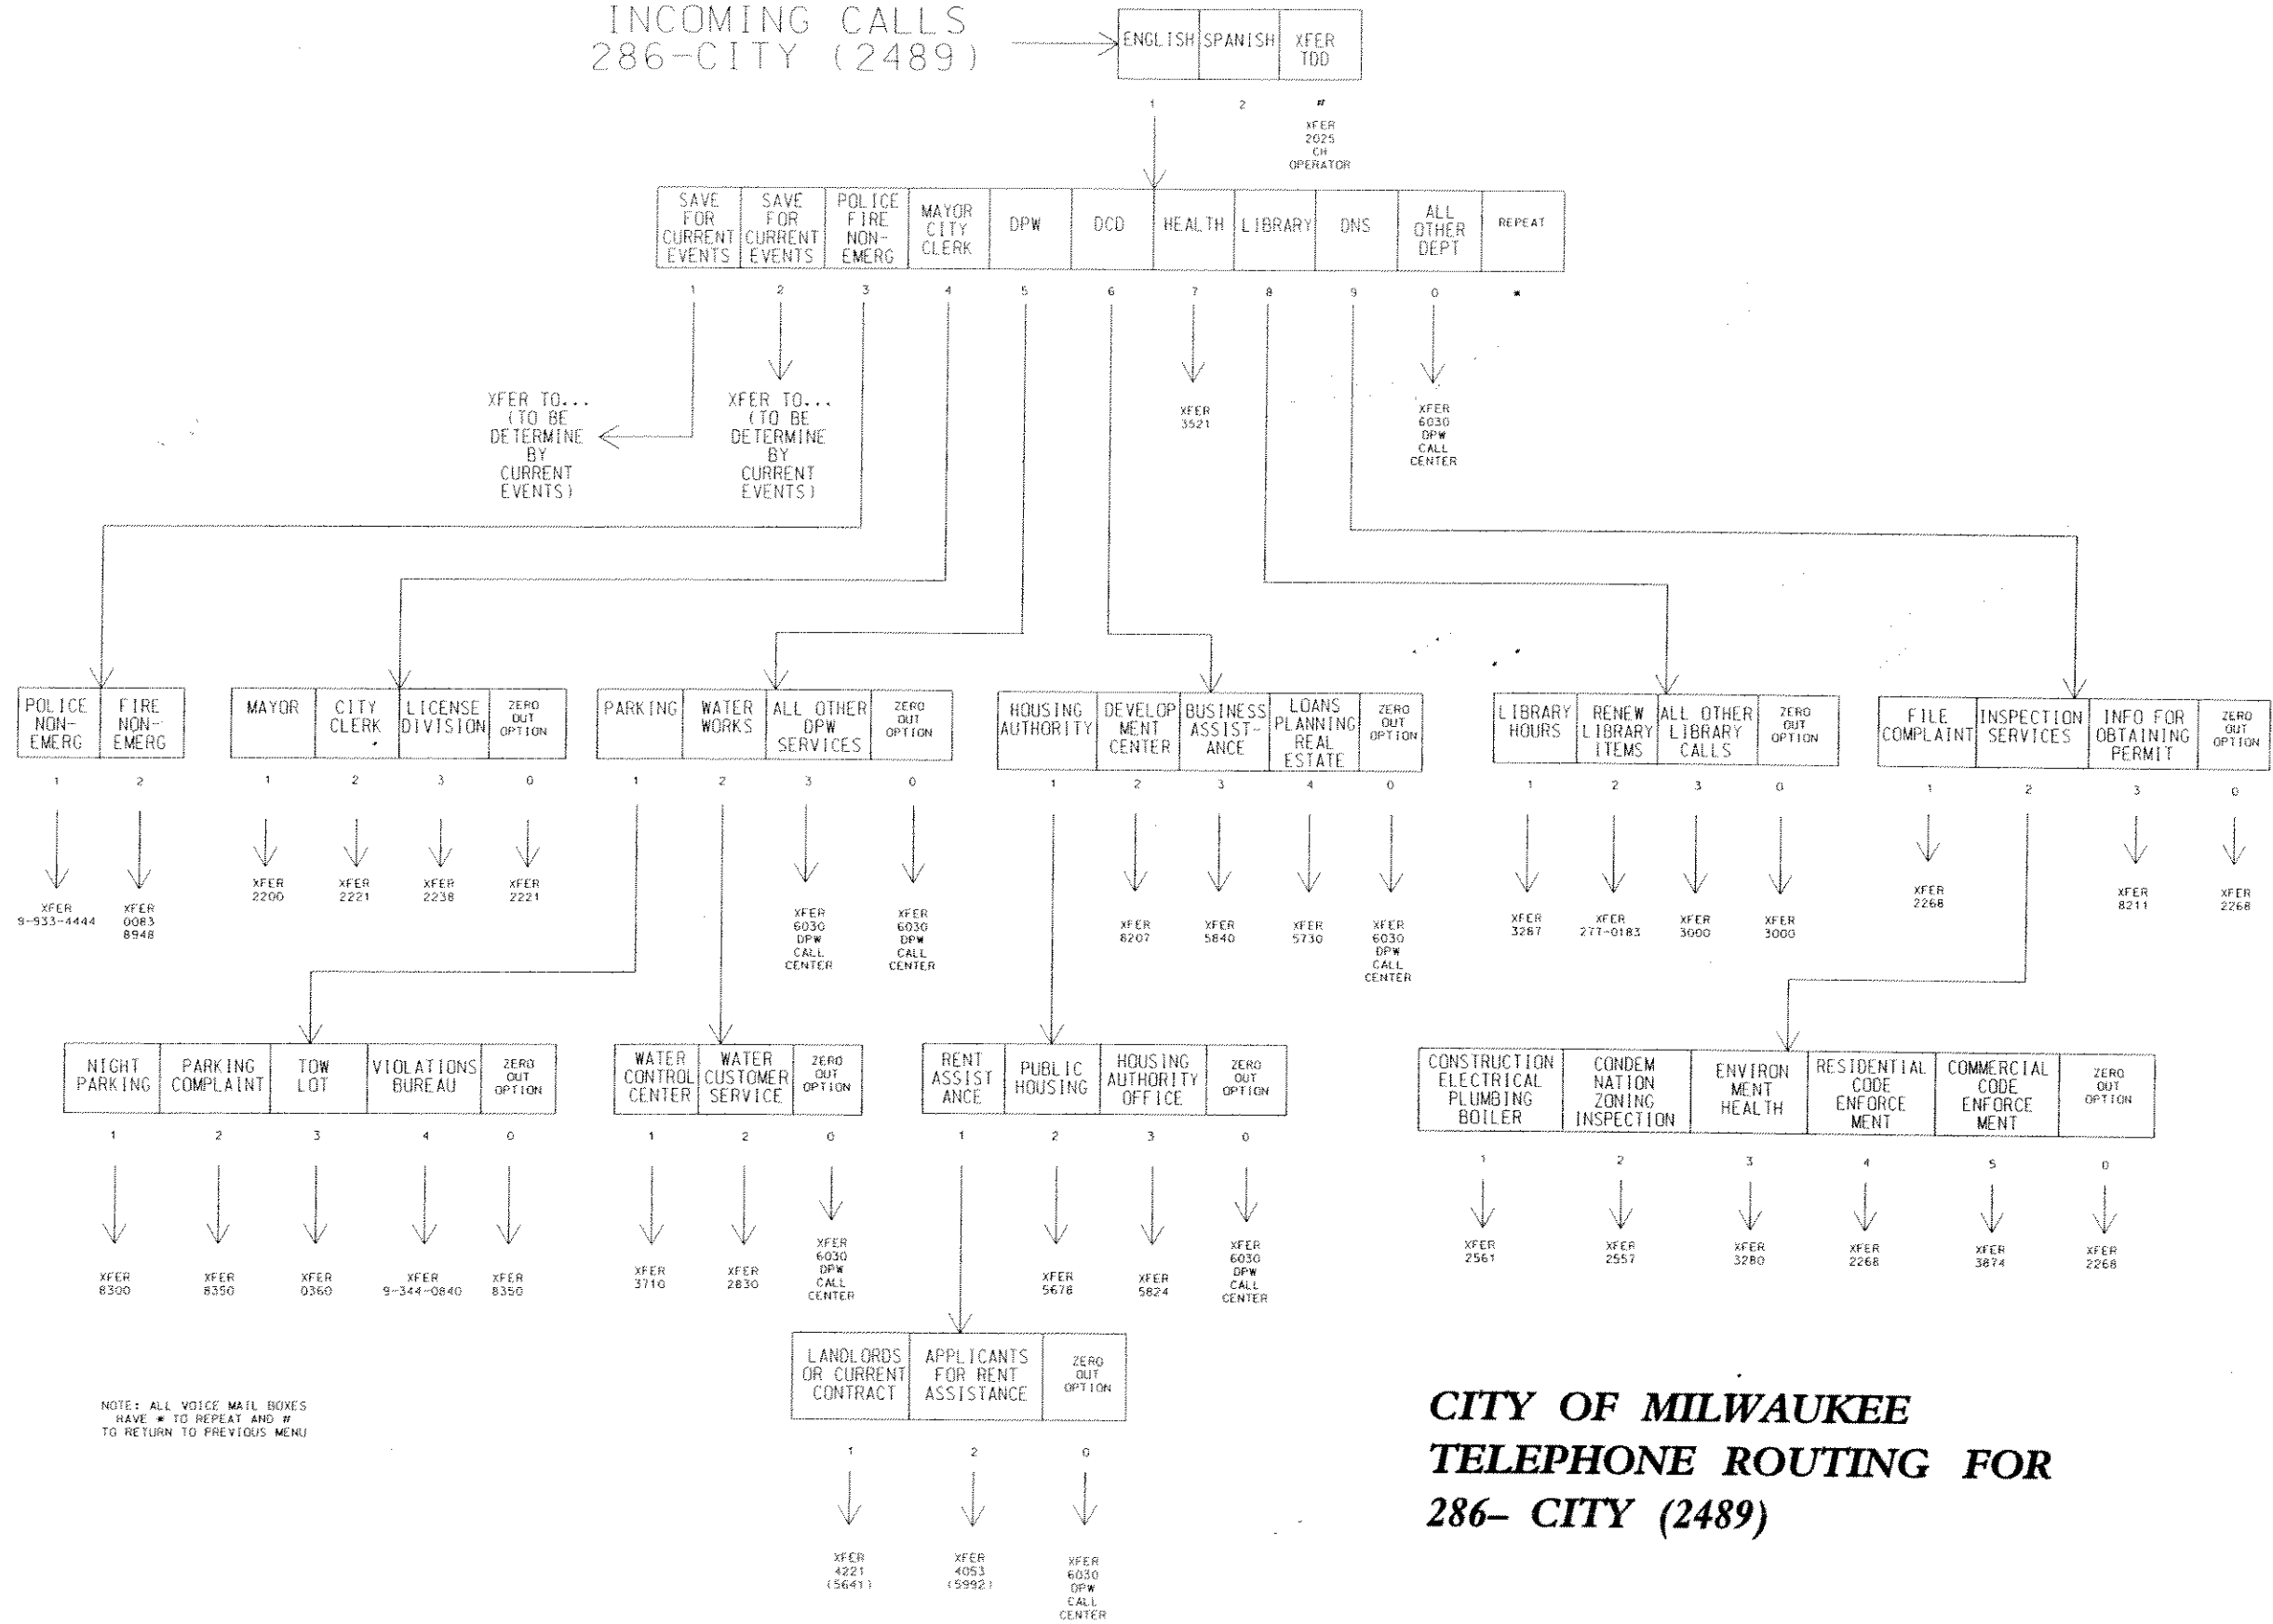 INCOMING CALLS
286-CITY (2489)
ENGLISH
SPANISH
XFER
TDD
1
2
#
XFER
2025
CH
OPERATOR
SAVE
FOR
CURRENT
EVENTS
SAVE
FOR
CURRENT
EVENTS
POLICE
FIRE
NON-
EMERG
MAYOR
CITY
CLERK
DPW
DCD
HEALTH
LIBRARY
DNS
ALL
OTHER
DEPT
REPEAT
1
2
3
4
5
6
7
8
9
0
*
XFER TO...
(TO BE
DETERMINE
BY
CURRENT
EVENTS)
XFER TO...
(TO BE
DETERMINE
BY
CURRENT
EVENTS)
XFER
3521
XFER
6030
DPW
CALL
CENTER
POLICE
NON-
EMERG
FIRE
NON-
EMERG
1
2
XFER
9-933-4444
XFER
0083
8948
MAYOR
CITY
CLERK
LICENSE
DIVISION
ZERO
OUT
OPTION
1
2
3
0
XFER
2200
XFER
2221
XFER
2238
XFER
2221
PARKING
WATER
WORKS
ALL OTHER
DPW
SERVICES
ZERO
OUT
OPTION
1
2
3
0
XFER
6030
DPW
CALL
CENTER
XFER
6030
DPW
CALL
CENTER
HOUSING
AUTHORITY
DEVELOP
MENT
CENTER
BUSINESS
ASSIST-
ANCE
LOANS
PLANNING
REAL
ESTATE
ZERO
OUT
OPTION
1
2
3
4
0
XFER
8207
XFER
5840
XFER
5730
XFER
6030
DPW
CALL
CENTER
LIBRARY
HOURS
RENEW
LIBRARY
ITEMS
ALL OTHER
LIBRARY
CALLS
ZERO
OUT
OPTION
1
2
3
0
XFER
3287
XFER
277-0183
XFER
3000
XFER
3000
FILE
COMPLAINT
INSPECTION
SERVICES
INFO FOR
OBTAINING
PERMIT
ZERO
OUT
OPTION
1
2
3
0
XFER
2268
XFER
8211
XFER
2268
NIGHT
PARKING
PARKING
COMPLAINT
TOW
LOT
VIOLATIONS
BUREAU
ZERO
OUT
OPTION
1
2
3
4
0
XFER
8300
XFER
8350
XFER
0360
XFER
9-344-0840
XFER
8350
WATER
CONTROL
CENTER
WATER
CUSTOMER
SERVICE
ZERO
OUT
OPTION
1
2
0
XFER
3710
XFER
2830
XFER
6030
DPW
CALL
CENTER
RENT
ASSIST
ANCE
PUBLIC
HOUSING
HOUSING
AUTHORITY
OFFICE
ZERO
OUT
OPTION
1
2
3
0
XFER
5678
XFER
5824
XFER
6030
DPW
CALL
CENTER
CONSTRUCTION
ELECTRICAL
PLUMBING
BOILER
CONDEM
NATION
ZONING
INSPECTION
ENVIRON
MENT
HEALTH
RESIDENTIAL
CODE
ENFORCE
MENT
COMMERCIAL
CODE
ENFORCE
MENT
ZERO
OUT
OPTION
1
2
3
4
5
0
XFER
2561
XFER
2557
XFER
3280
XFER
2268
XFER
3874
XFER
2268
LANDLORDS
OR CURRENT
CONTRACT
APPLICANTS
FOR RENT
ASSISTANCE
ZERO
OUT
OPTION
1
2
0
XFER
4221
(5641)
XFER
4053
(5992)
XFER
6030
DPW
CALL
CENTER
NOTE: ALL VOICE MAIL BOXES
HAVE * TO REPEAT AND #
TO RETURN TO PREVIOUS MENU
CITY OF MILWAUKEE
TELEPHONE ROUTING FOR
286– CITY (2489)